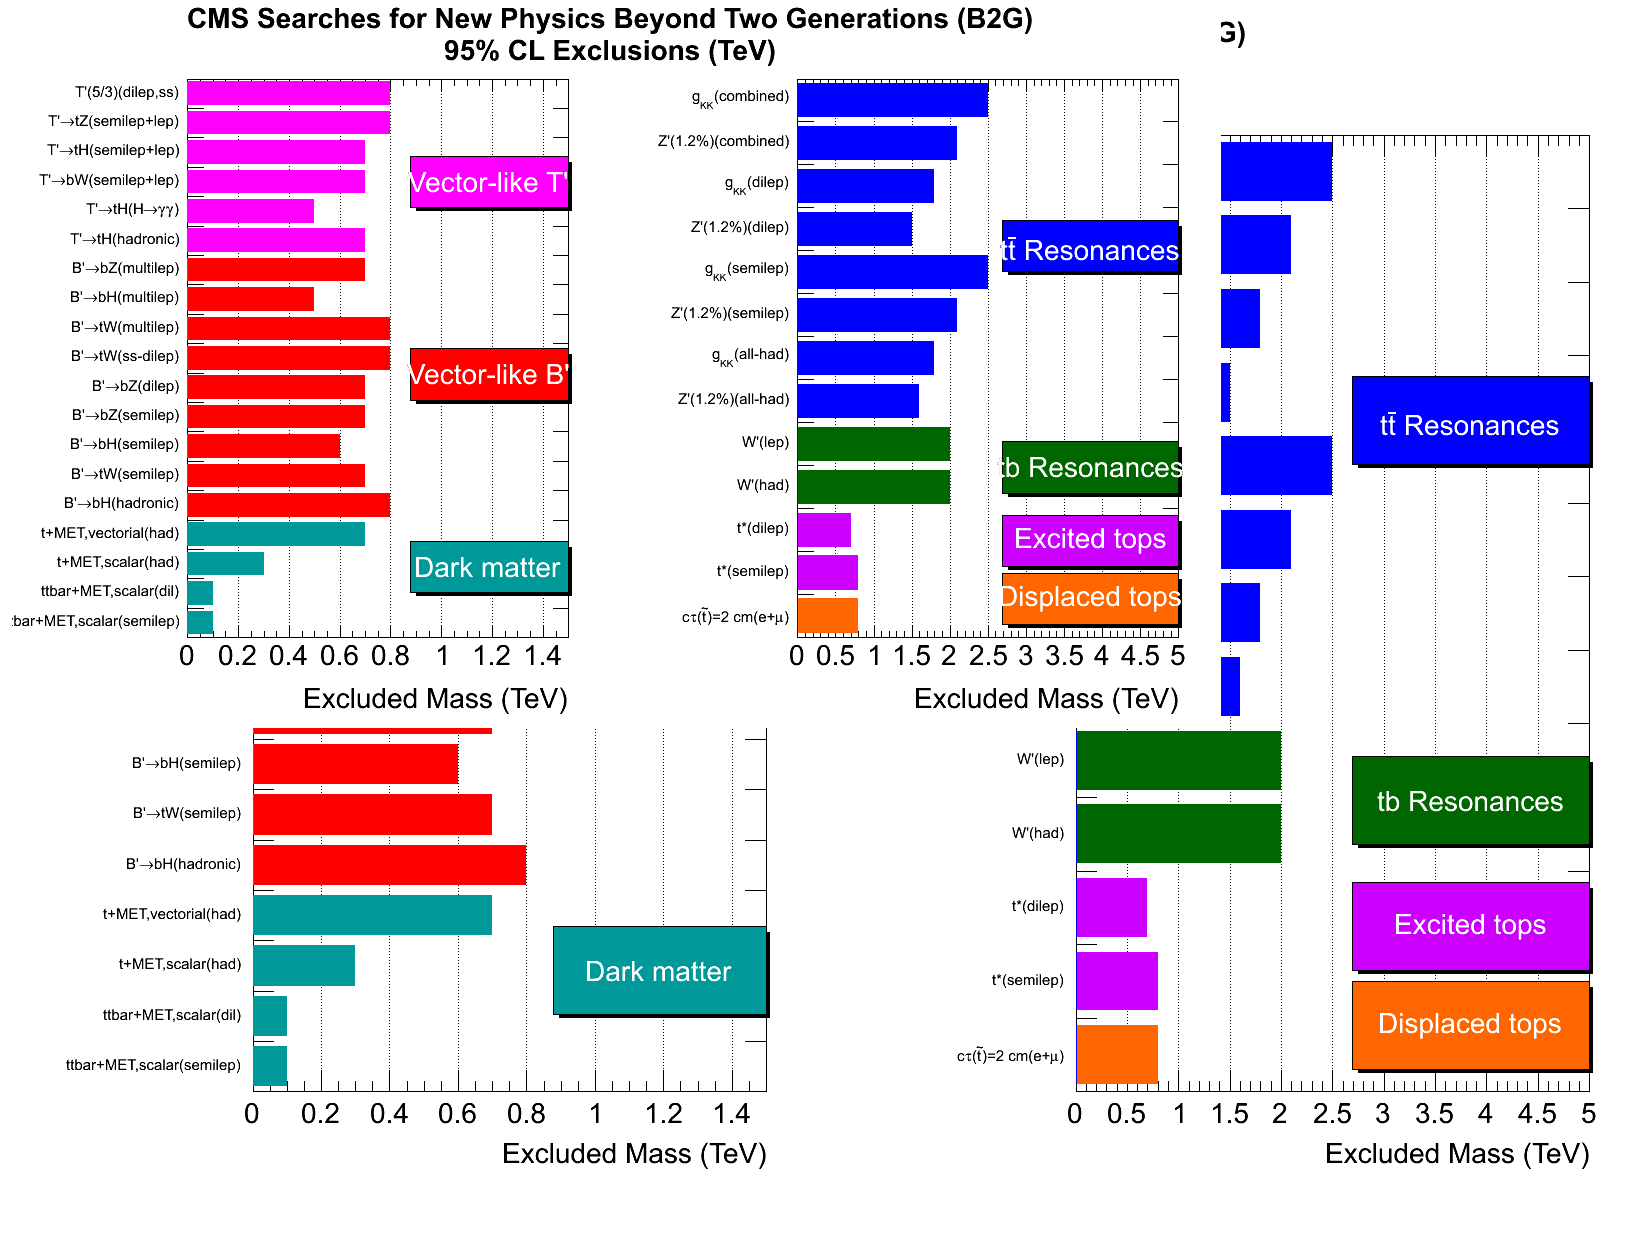 CMS Searches for New Physics Beyond Two Generations (B2G)
95% CL Exclusions (TeV)
G)
T'(5/3)(dilep,ss)
T'→tZ(semilep+lep)
T'→tH(semilep+lep)
T'→bW(semilep+lep)
T'→tH(H→γγ)
T'→tH(hadronic)
B'→bZ(multilep)
B'→bH(multilep)
B'→tW(multilep)
B'→tW(ss-dilep)
B'→bZ(dilep)
B'→bZ(semilep)
B'→bH(semilep)
B'→tW(semilep)
B'→bH(hadronic)
t+MET,vectorial(had)
t+MET,scalar(had)
ttbar+MET,scalar(dil)
tbar+MET,scalar(semilep)
Vector-like T'
Vector-like B'
Dark matter
0 0.2 0.4 0.6 0.8 1 1.2 1.4
Excluded Mass (TeV)
gKK(combined)
Z'(1.2%)(combined)
gKK(dilep)
Z'(1.2%)(dilep)
gKK(semilep)
Z'(1.2%)(semilep)
gKK(all-had)
Z'(1.2%)(all-had)
W'(lep)
W'(had)
t*(dilep)
t*(semilep)
cτ(t̃)=2 cm(e+μ)
tt̄ Resonances
tb Resonances
Excited tops
Displaced tops
0 0.5 1 1.5 2 2.5 3 3.5 4 4.5 5
Excluded Mass (TeV)
B'→bH(semilep)
B'→tW(semilep)
B'→bH(hadronic)
t+MET,vectorial(had)
t+MET,scalar(had)
ttbar+MET,scalar(dil)
ttbar+MET,scalar(semilep)
Dark matter
0 0.2 0.4 0.6 0.8 1 1.2 1.4
Excluded Mass (TeV)
tt̄ Resonances
W'(lep)
W'(had)
t*(dilep)
t*(semilep)
cτ(t̃)=2 cm(e+μ)
tb Resonances
Excited tops
Displaced tops
0 0.5 1 1.5 2 2.5 3 3.5 4 4.5 5
Excluded Mass (TeV)